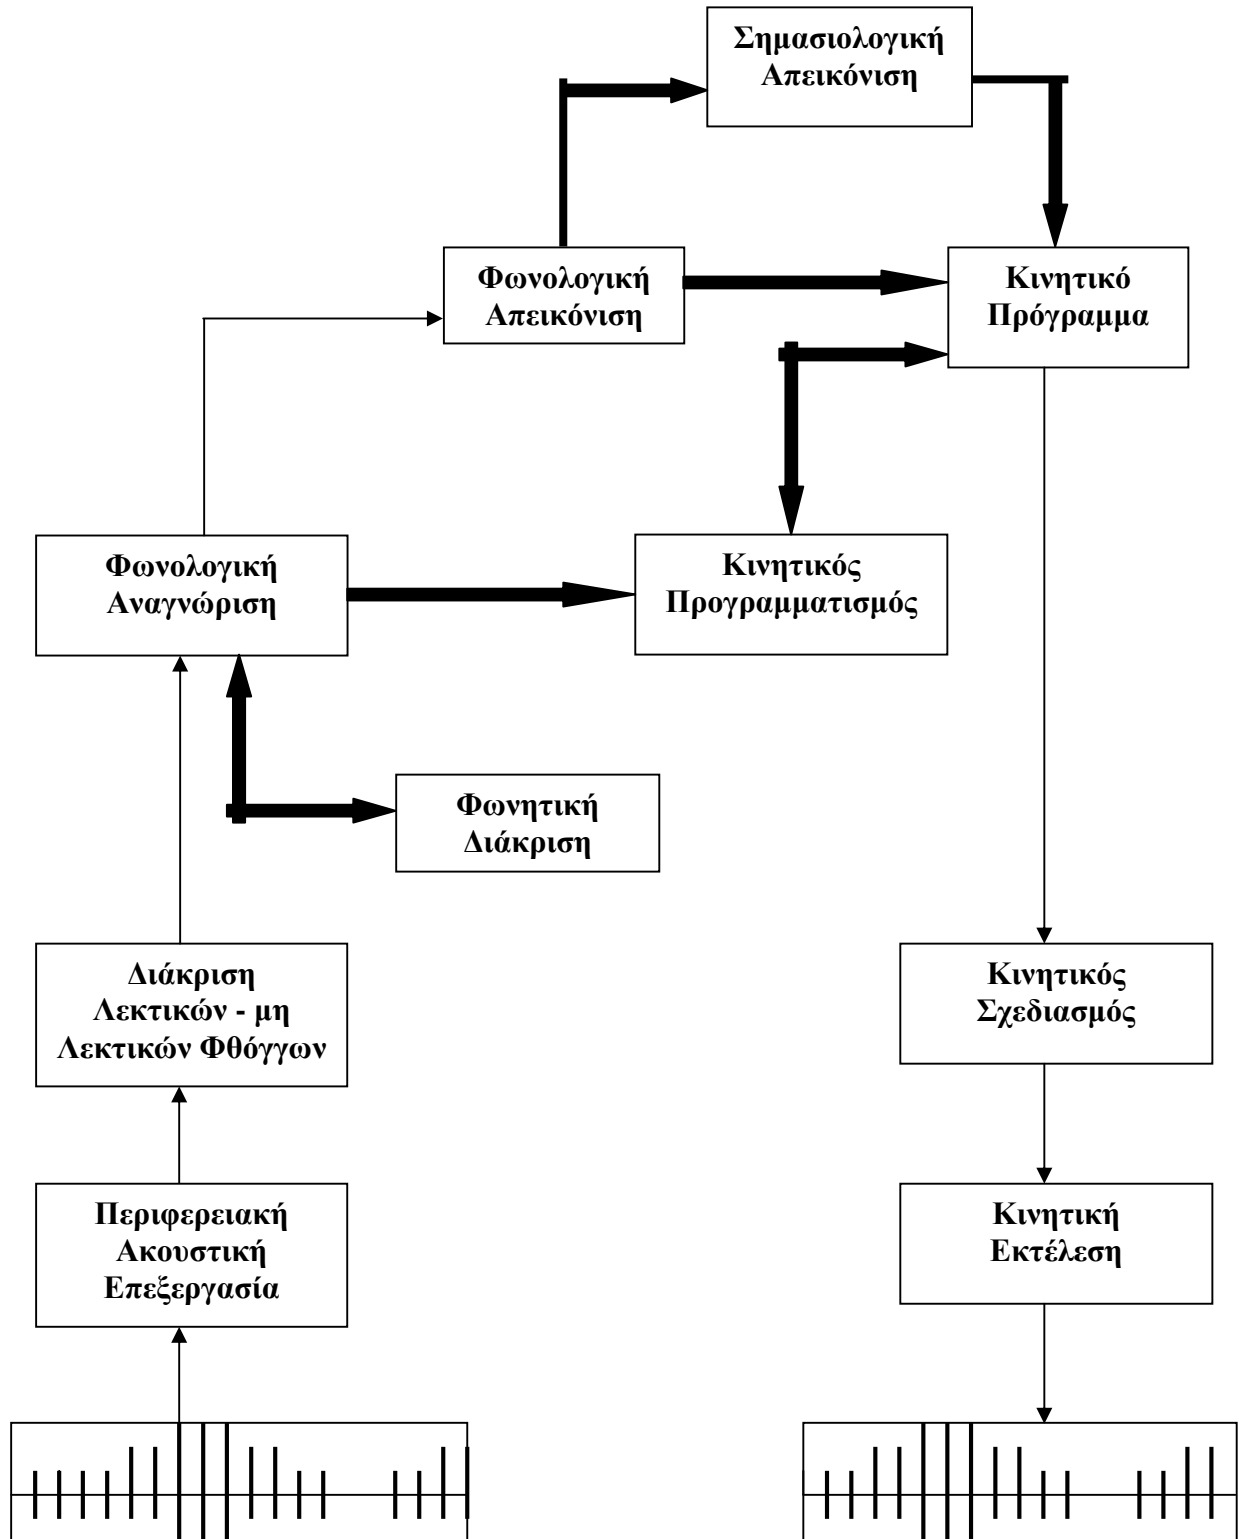 Σημασιολογική
Απεικόνιση
Φωνολογική
Απεικόνιση
Κινητικό
Πρόγραμμα
Φωνολογική
Αναγνώριση
Κινητικός
Προγραμματισμός
Φωνητική
Διάκριση
Διάκριση
Λεκτικών - μη
Λεκτικών Φθόγγων
Κινητικός
Σχεδιασμός
Περιφερειακή
Ακουστική
Επεξεργασία
Κινητική
Εκτέλεση